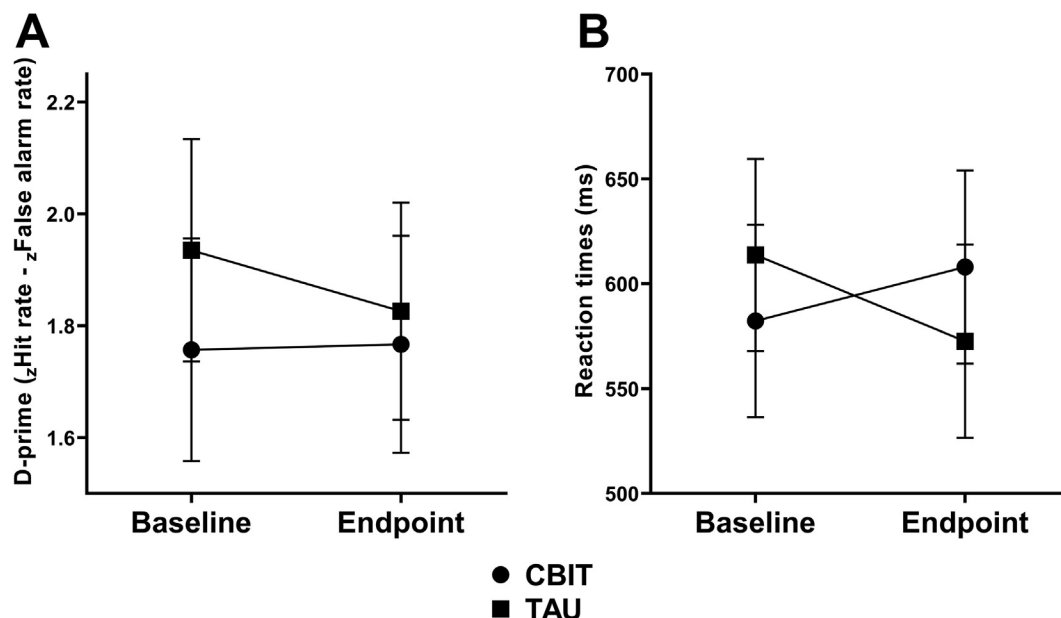 A
D-prime (zHit rate - zFalse alarm rate)
2.2
2.0
1.8
1.6
Baseline Endpoint
B
Reaction times (ms)
700
650
600
550
500
Baseline Endpoint
CBIT
TAU